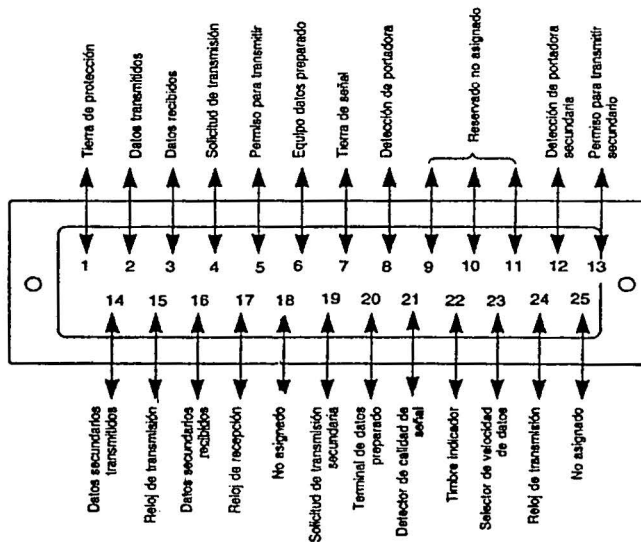 Tierra de protección
Datos transmitidos
Datos recibidos
Solicitud de transmisión
Permiso para transmitir
Equipo datos preparado
Tierra de señal
Detección de portadora
Reservado no asignado
Detección de portadora
secundaria
Permiso para transmitir
secundario
1 2 3 4 5 6 7 8 9 10 11 12 13
14 15 16 17 18 19 20 21 22 23 24 25
Datos secundarios
transmitidos
Reloj de transmisión
Datos secundarios
recibidos
Reloj de recepción
No asignado
Solicitud de transmisión
secundaria
Terminal de datos
preparado
Detector de calidad de
señal
Timbre indicador
Selector de velocidad
de datos
Reloj de transmisión
No asignado